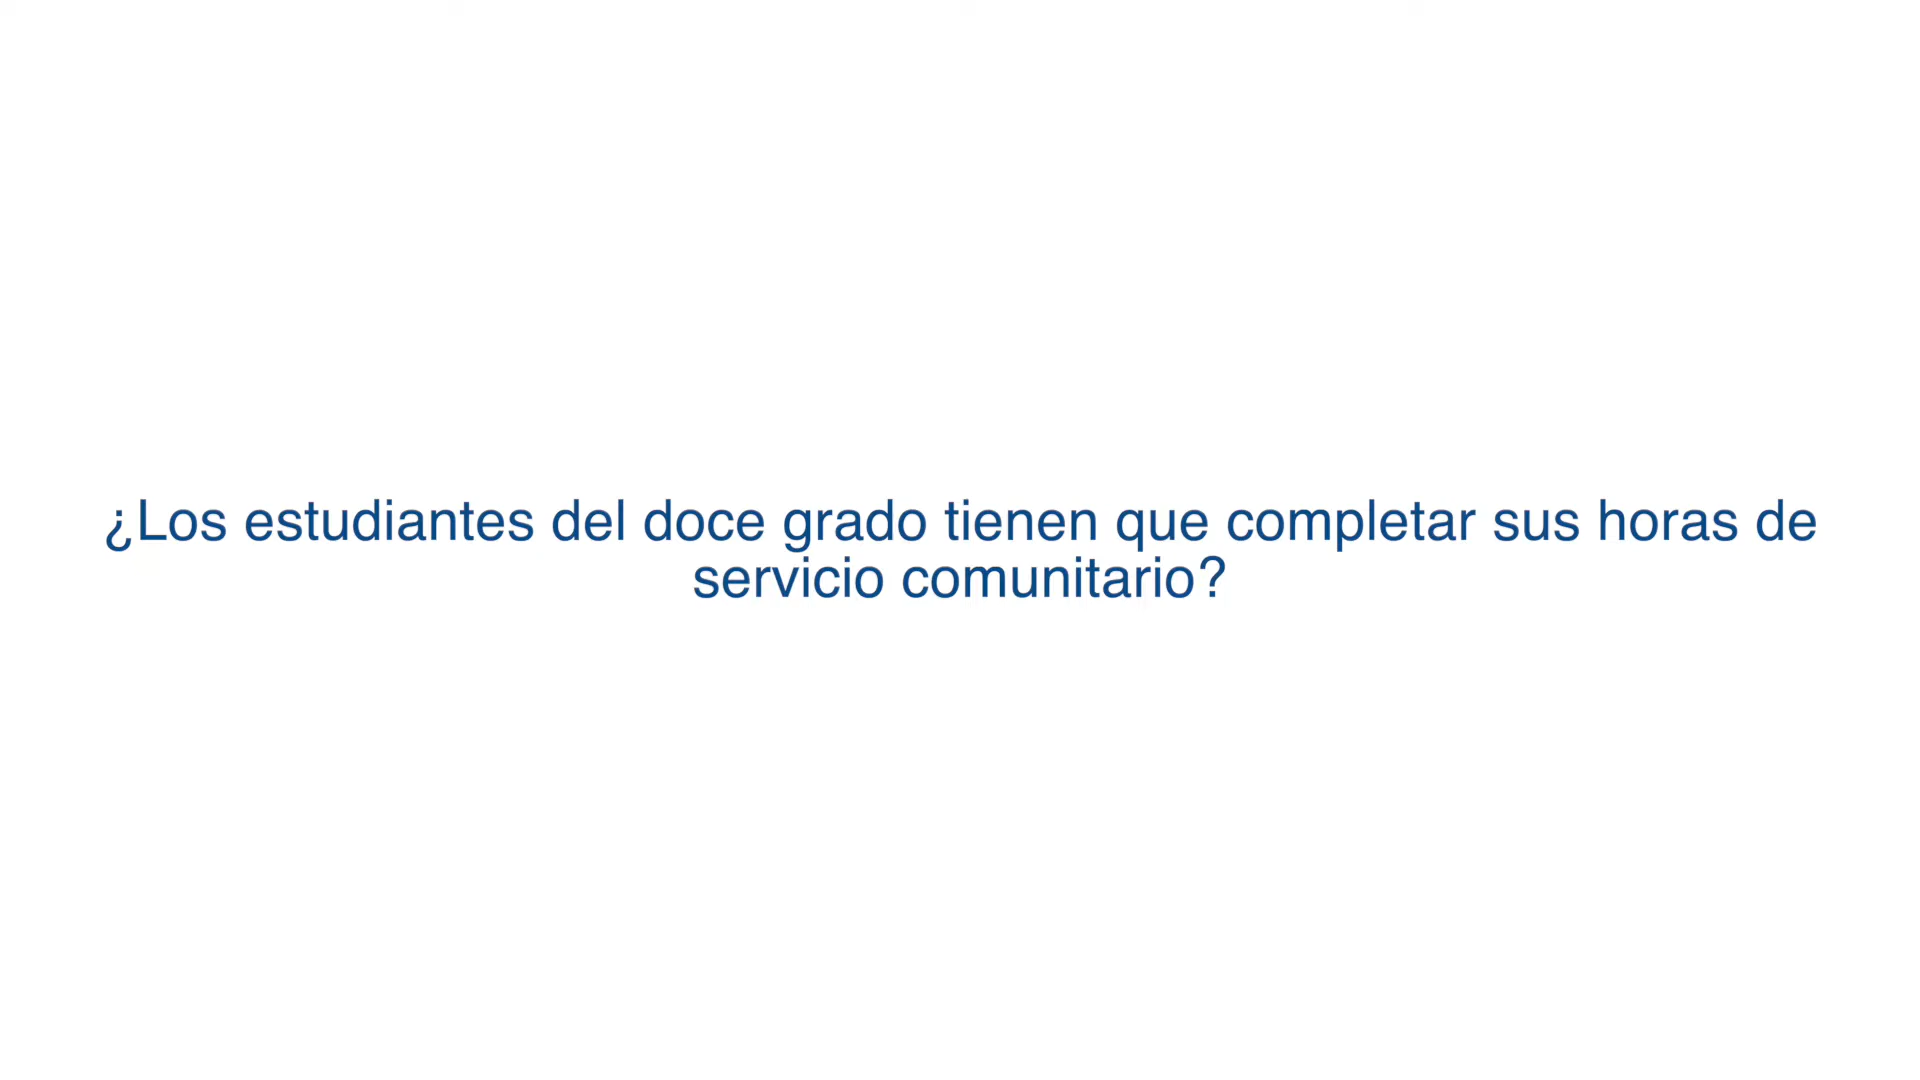 ¿Los estudiantes del doce grado tienen que completar sus horas de
servicio comunitario?